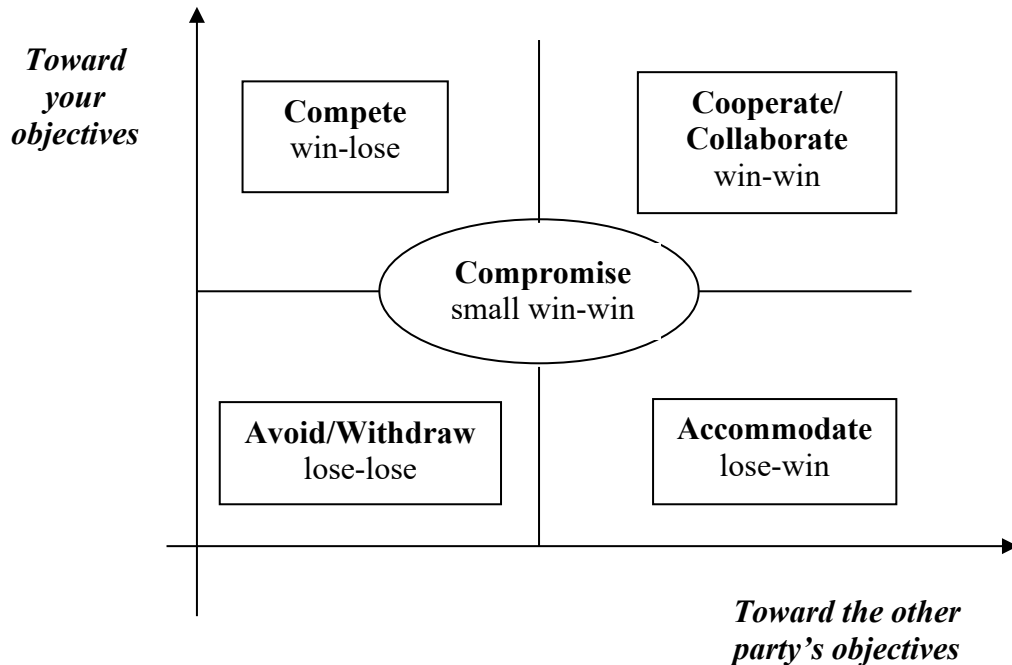 Toward
your
objectives
Compete
win-lose
Cooperate/
Collaborate
win-win
Compromise
small win-win
Avoid/Withdraw
lose-lose
Accommodate
lose-win
Toward the other
party’s objectives